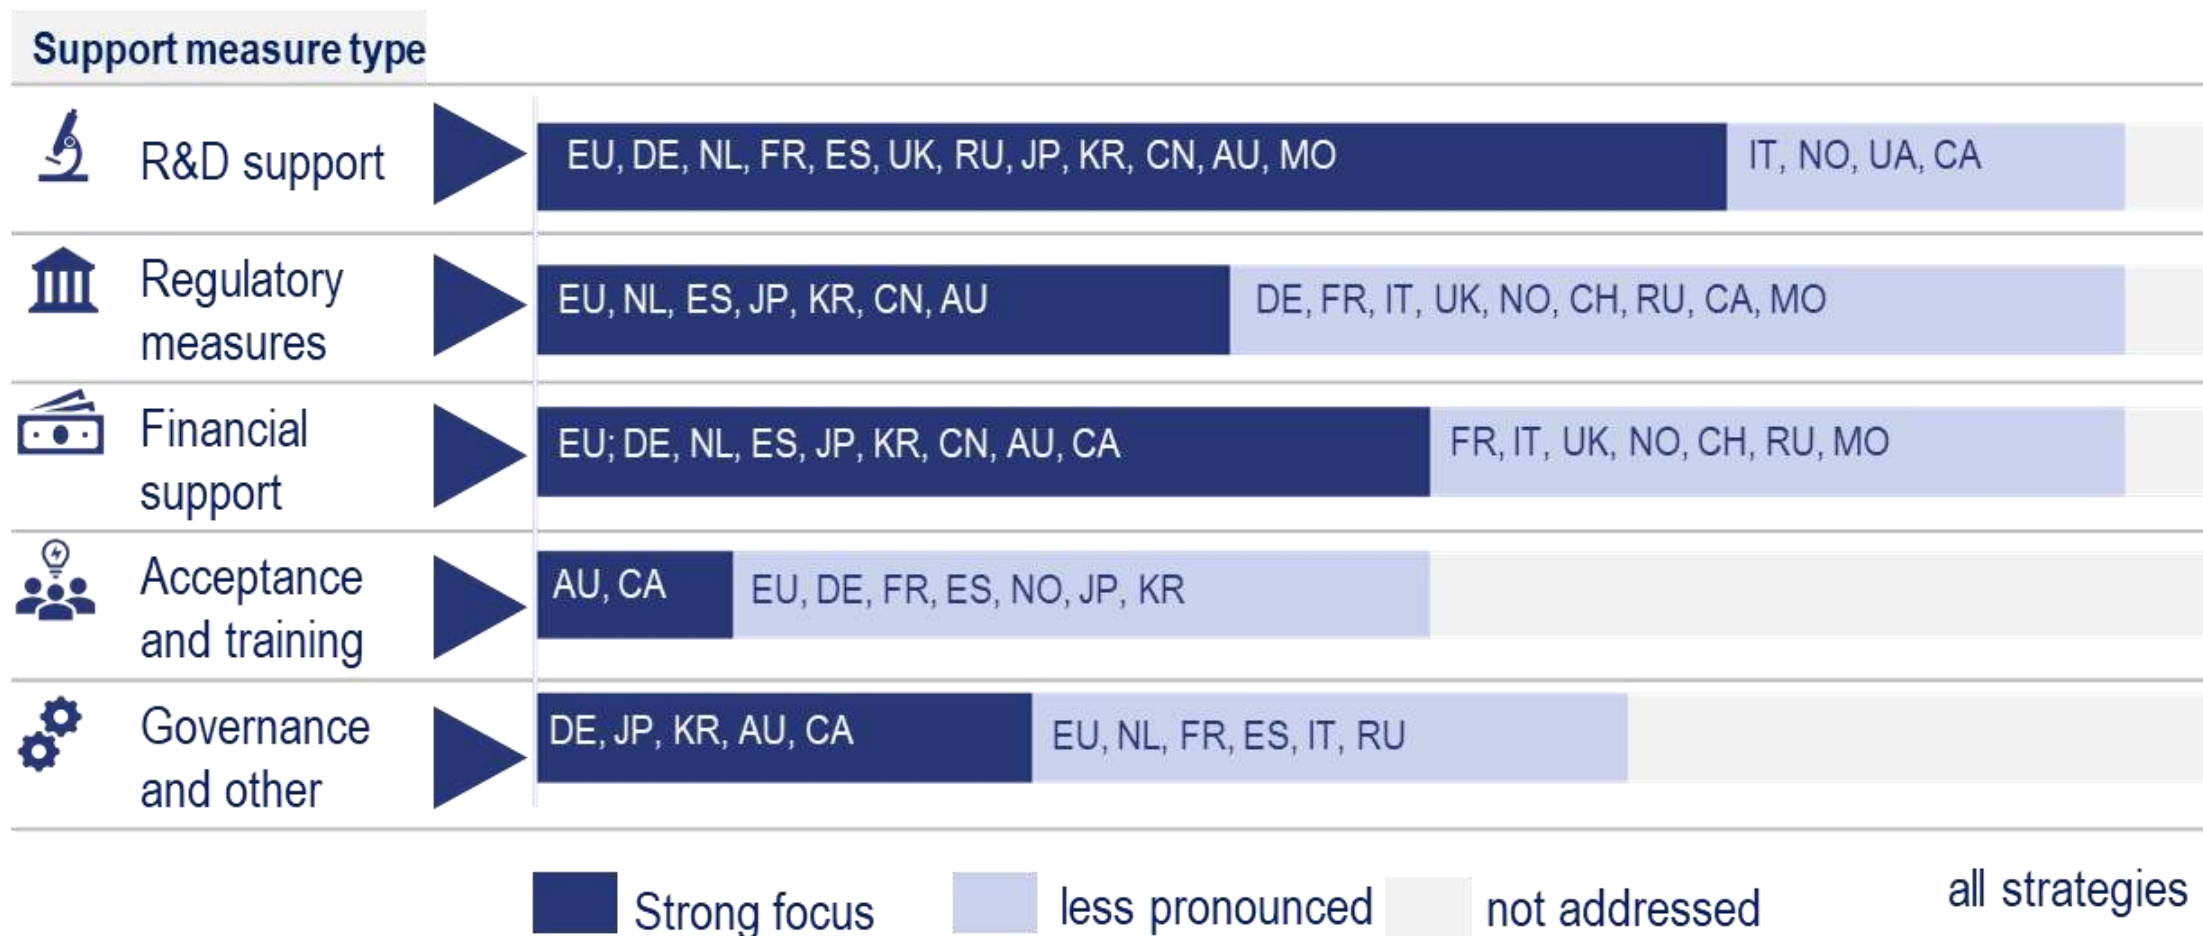 Support measure type
R&D support
EU, DE, NL, FR, ES, UK, RU, JP, KR, CN, AU, MO
IT, NO, UA, CA
Regulatory
measures
EU, NL, ES, JP, KR, CN, AU
DE, FR, IT, UK, NO, CH, RU, CA, MO
Financial
support
EU; DE, NL, ES, JP, KR, CN, AU, CA
FR, IT, UK, NO, CH, RU, MO
Acceptance
and training
AU, CA
EU, DE, FR, ES, NO, JP, KR
Governance
and other
DE, JP, KR, AU, CA
EU, NL, FR, ES, IT, RU
Strong focus
less pronounced
not addressed
all strategies